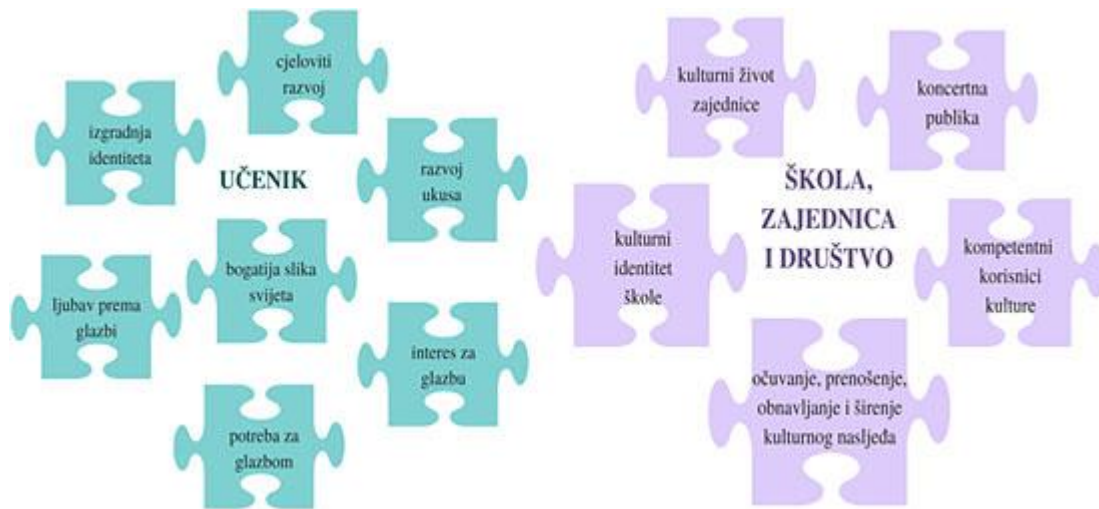 cjeloviti
razvoj
izgradnja
identiteta
UČENIK
razvoj
ukusa
bogatija slika
svijeta
ljubav prema
glazbi
interes za
glazbu
potreba za
glazbom
kulturni život
zajednice
koncertna
publika
ŠKOLA,
ZAJEDNICA
I DRUŠTVO
kulturni
identitet
škole
kompetentni
korisnici
kulture
očuvanje, prenošenje,
obnavljanje i širenje
kulturnog nasljeđa